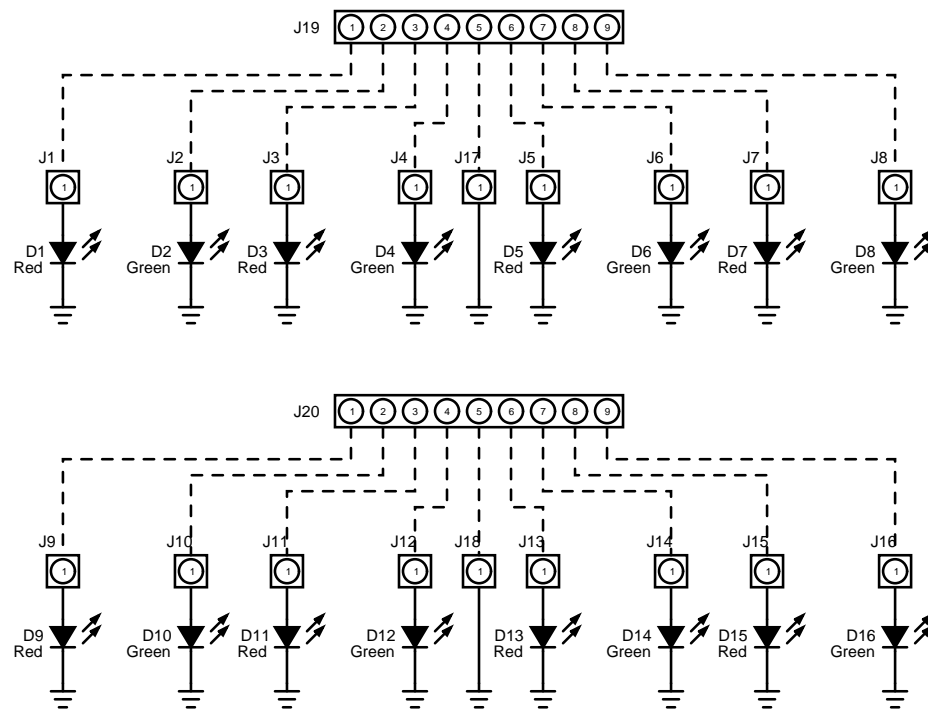 J19 1 2 3 4 5 6 7 8 9
J1 J2 J3 J4 J17 J5 J6 J7 J8
1 1 1 1 1 1 1 1 1
D1 D2 D3 D4 D5 D6 D7 D8
Red Green Red Green Red Green Red Green
J20 1 2 3 4 5 6 7 8 9
J9 J10 J11 J12 J18 J13 J14 J15 J16
1 1 1 1 1 1 1 1 1
D9 D10 D11 D12 D13 D14 D15 D16
Red Green Red Green Red Green Red Green